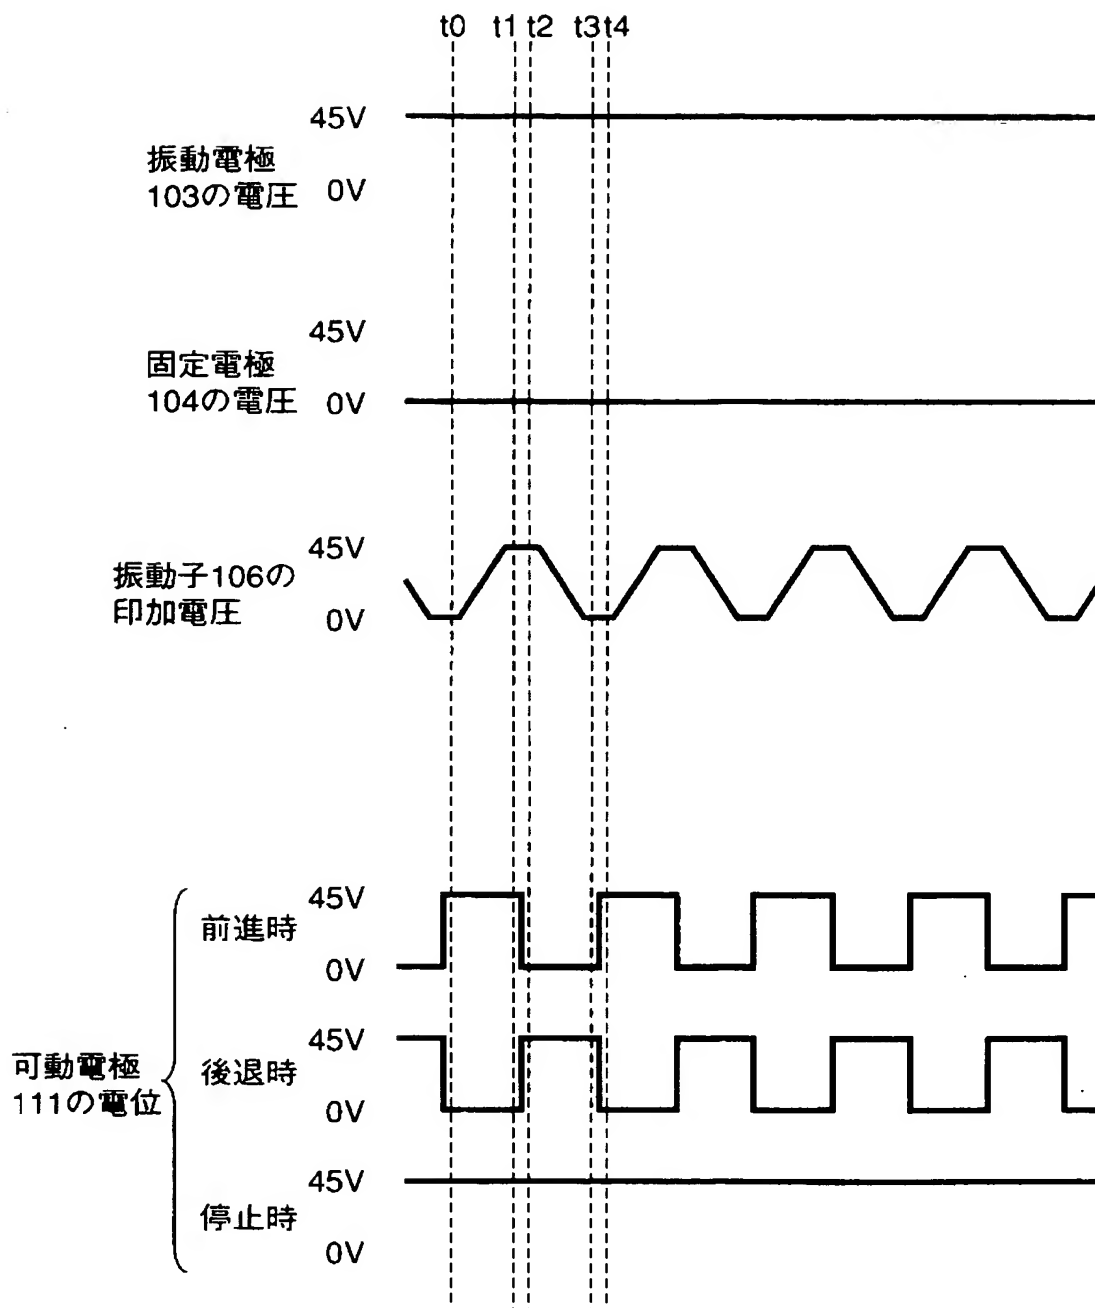 t0 t1 t2 t3 t4
45V
振動電極
103の電圧 0V
45V
固定電極
104の電圧 0V
45V
振動子106の
印加電圧 0V
45V
前進時
0V
45V
可動電極
111の電位
後退時
0V
45V
停止時
0V